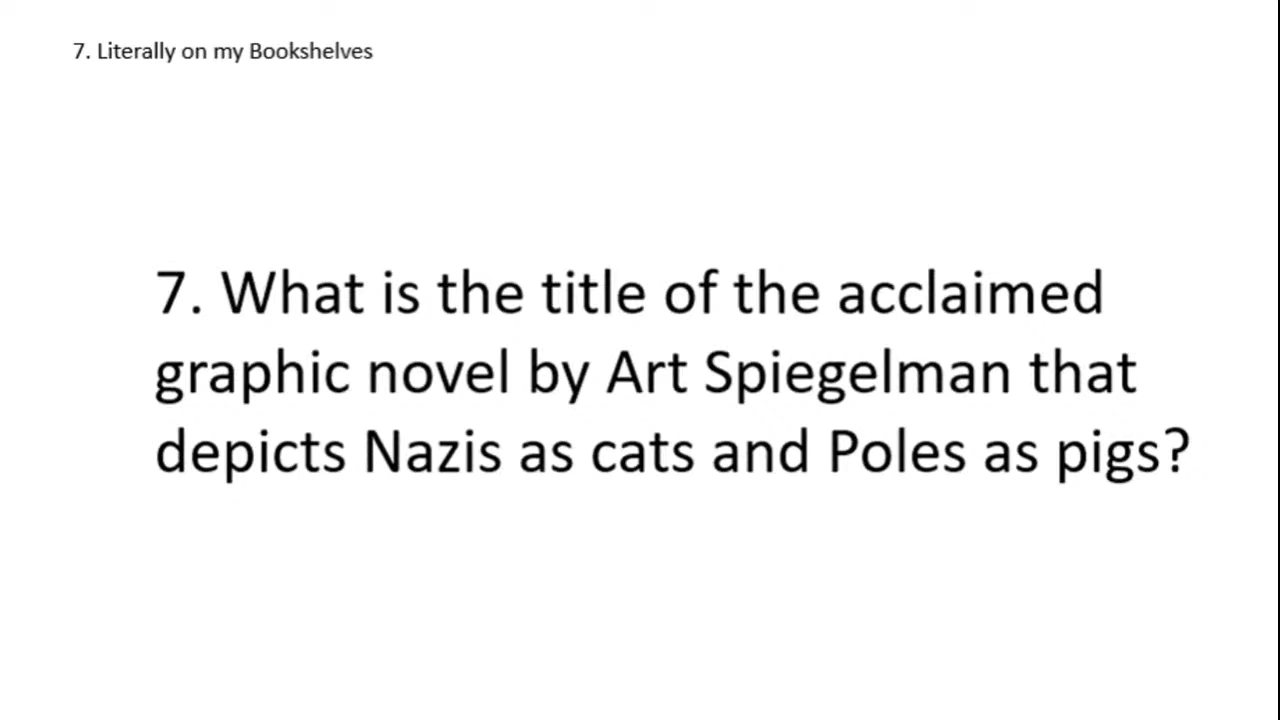 7. Literally on my Bookshelves
7. What is the title of the acclaimed
graphic novel by Art Spiegelman that
depicts Nazis as cats and Poles as pigs?